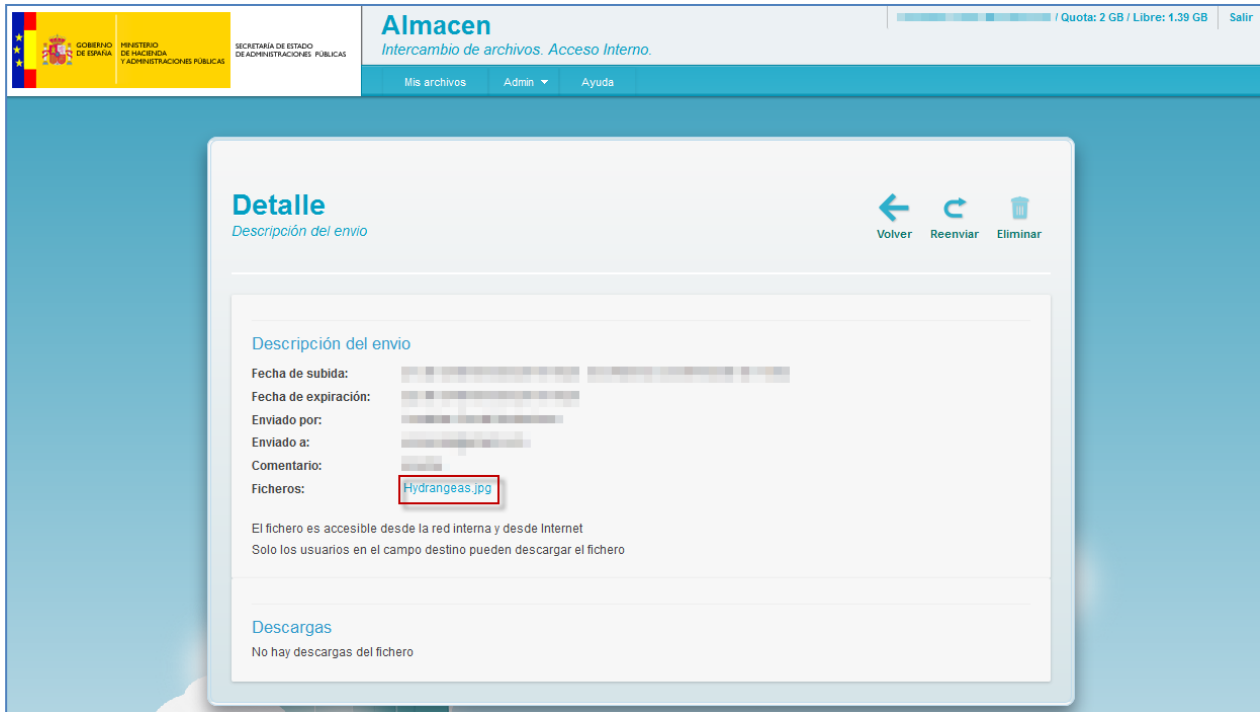 GOBIERNO
DE ESPAÑA
MINISTERIO
DE HACIENDA
Y ADMINISTRACIONES PÚBLICAS
SECRETARÍA DE ESTADO
DE ADMINISTRACIONES PÚBLICAS
Almacen
Intercambio de archivos. Acceso Interno.
/ Quota: 2 GB / Libre: 1.39 GB
Salir
Mis archivos
Admin
Ayuda
Detalle
Descripción del envio
Volver
Reenviar
Eliminar
Descripción del envio
Fecha de subida:
Fecha de expiración:
Enviado por:
Enviado a:
Comentario:
Ficheros: Hydrangeas.jpg
El fichero es accesible desde la red interna y desde Internet
Solo los usuarios en el campo destino pueden descargar el fichero
Descargas
No hay descargas del fichero